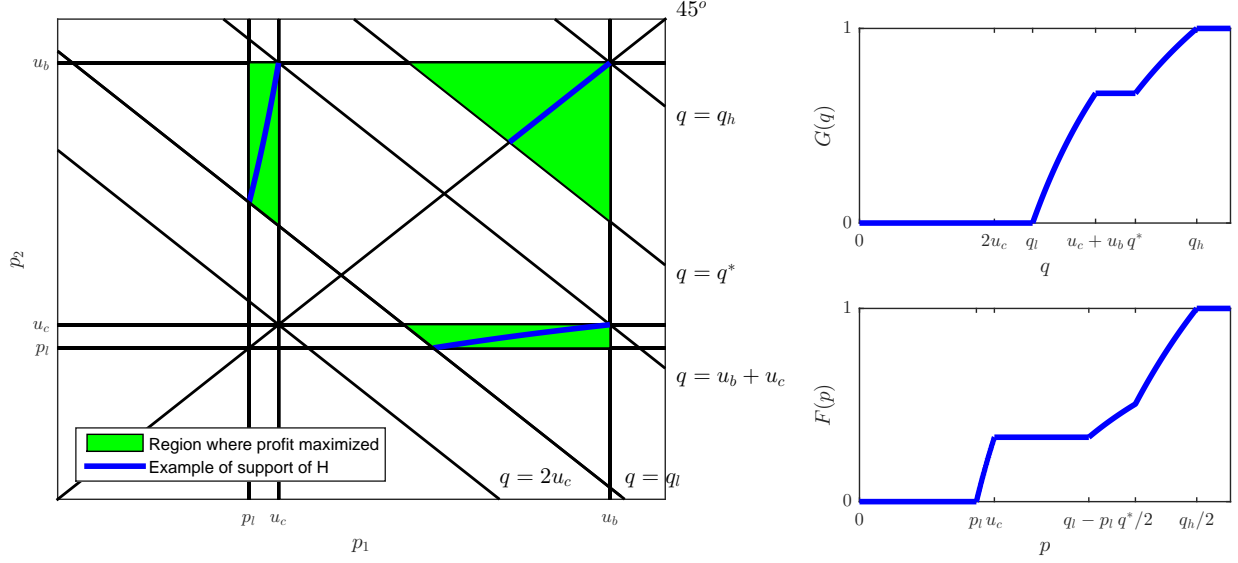 45°
u_b
q = q_h
p_2
q = q*
u_c
p_l
q = u_b + u_c
Region where profit maximized
Example of support of H
q = 2u_c
q = q_l
p_l u_c
u_b
p_1
1
G(q)
0
0
2u_c
q_l
u_c + u_b q*
q_h
q
1
F(p)
0
0
p_l u_c
q_l − p_l q*/2
q_h/2
p